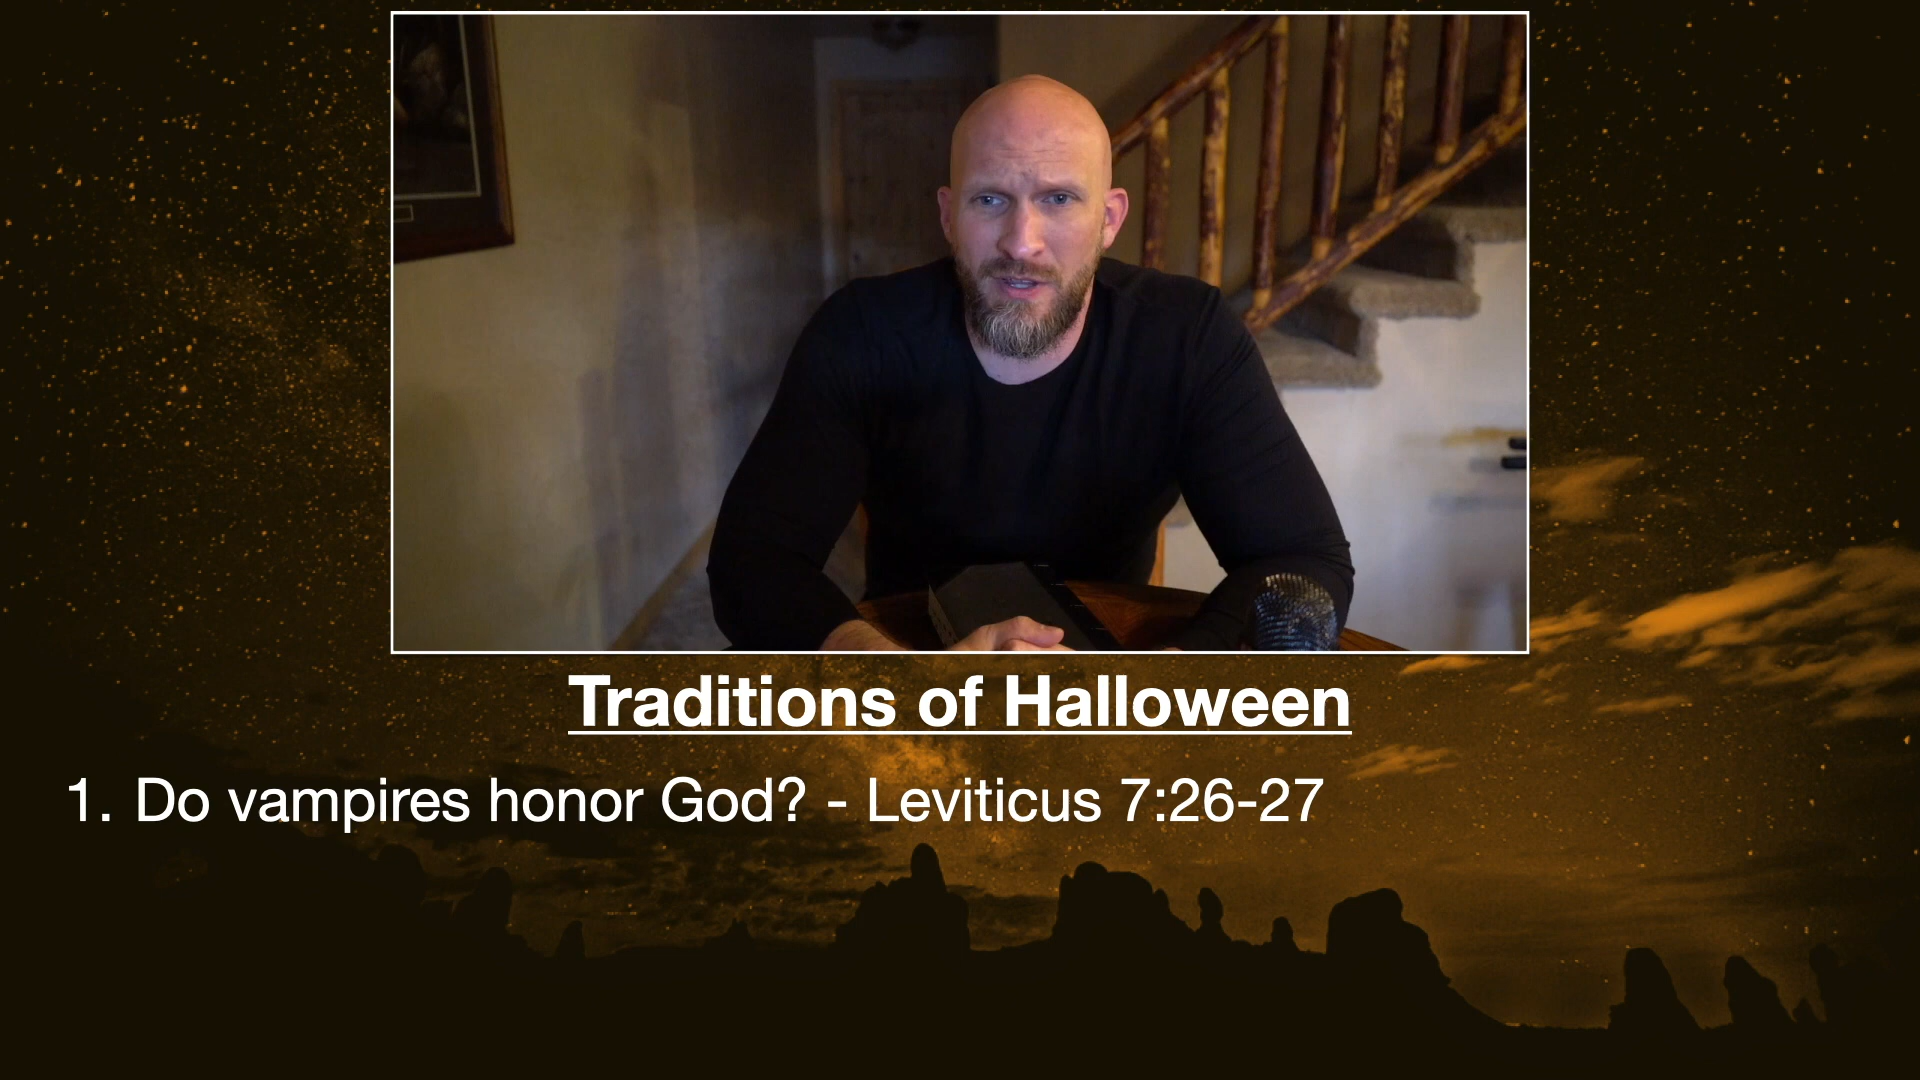 Traditions of Halloween
1. Do vampires honor God? - Leviticus 7:26-27